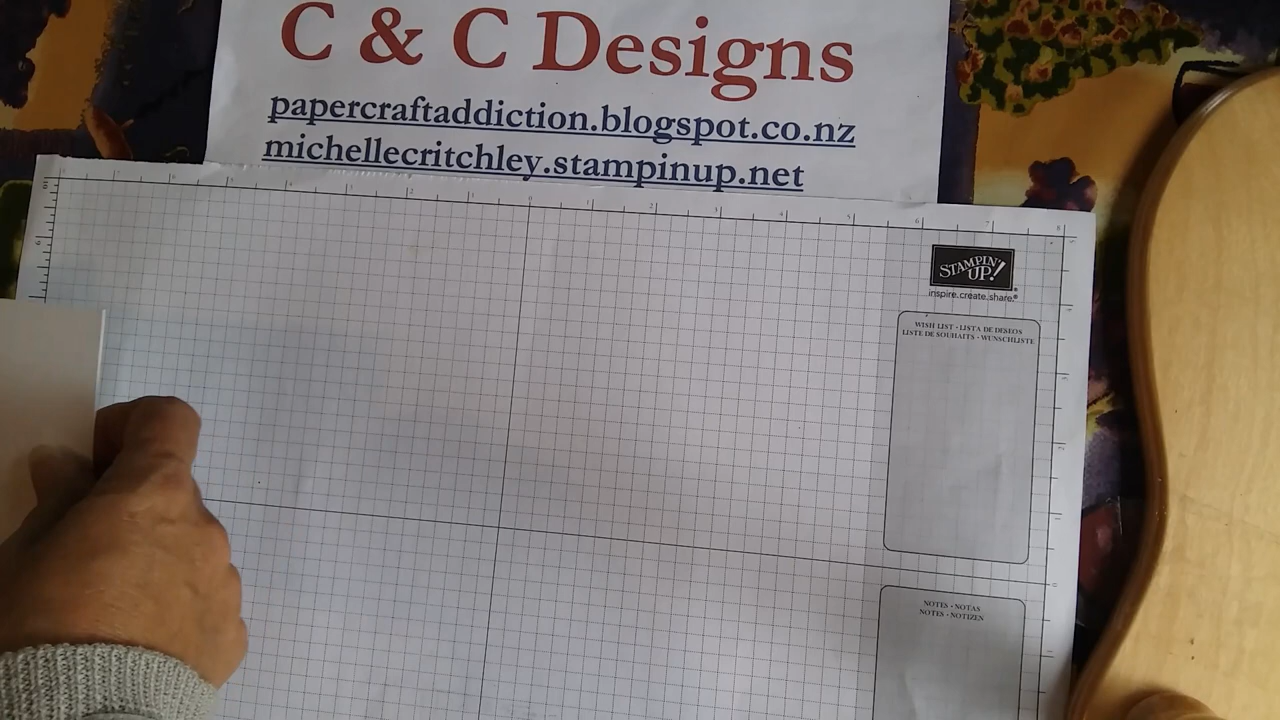 C & C Designs
papercraftaddiction.blogspot.co.nz
michellecritchley.stampinup.net
STAMPIN' UP!®
inspire.create.share.®
WISH LIST • LISTA DE DESEOS
LISTE DE SOUHAITS • WUNSCHLISTE
NOTES • NOTAS
NOTES • NOTIZEN